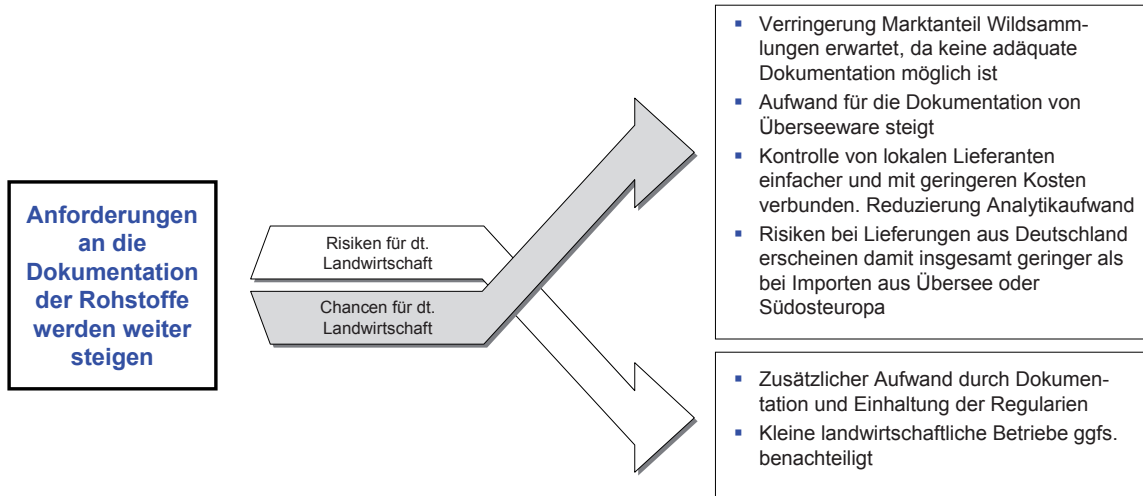 Anforderungen
an die
Dokumentation
der Rohstoffe
werden weiter
steigen
Risiken für dt.
Landwirtschaft
Chancen für dt.
Landwirtschaft
▪ Verringerung Marktanteil Wildsamm-
lungen erwartet, da keine adäquate
Dokumentation möglich ist
▪ Aufwand für die Dokumentation von
Überseeware steigt
▪ Kontrolle von lokalen Lieferanten
einfacher und mit geringeren Kosten
verbunden. Reduzierung Analytikaufwand
▪ Risiken bei Lieferungen aus Deutschland
erscheinen damit insgesamt geringer als
bei Importen aus Übersee oder
Südosteuropa
▪ Zusätzlicher Aufwand durch Dokumen-
tation und Einhaltung der Regularien
▪ Kleine landwirtschaftliche Betriebe ggfs.
benachteiligt